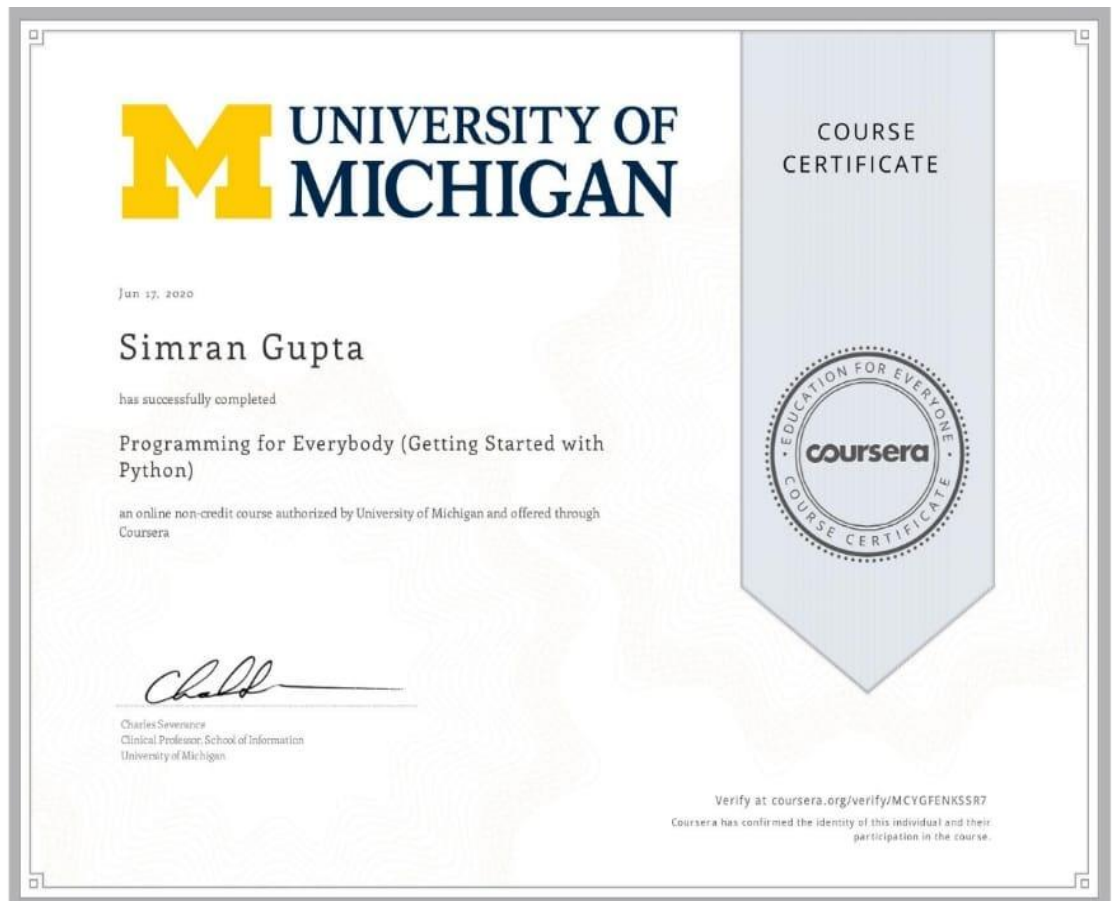 UNIVERSITY OF
MICHIGAN
COURSE
CERTIFICATE
Jun 17, 2020
Simran Gupta
has successfully completed
Programming for Everybody (Getting Started with
Python)
an online non-credit course authorized by University of Michigan and offered through
Coursera
EDUCATION FOR EVERYONE
coursera
COURSE CERTIFICATE
Charles Severance
Clinical Professor, School of Information
University of Michigan
Verify at coursera.org/verify/MCYGFENKSSR7
Coursera has confirmed the identity of this individual and their
participation in the course.